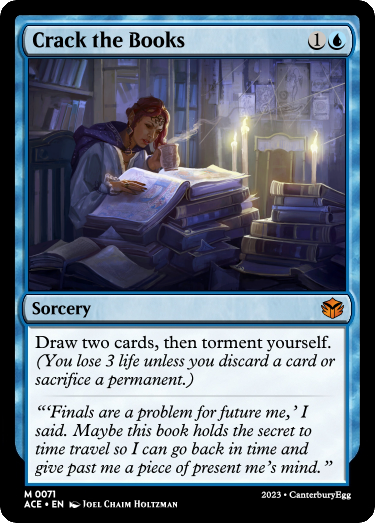 Crack the Books 1
Sorcery
Draw two cards, then torment yourself.
(You lose 3 life unless you discard a card or
sacrifice a permanent.)
“‘Finals are a problem for future me,’ I
said. Maybe this book holds the secret to
time travel so I can go back in time and
give past me a piece of present me’s mind.”
M 0071
ACE • EN Joel Chaim Holtzman 2023 • CanterburyEgg